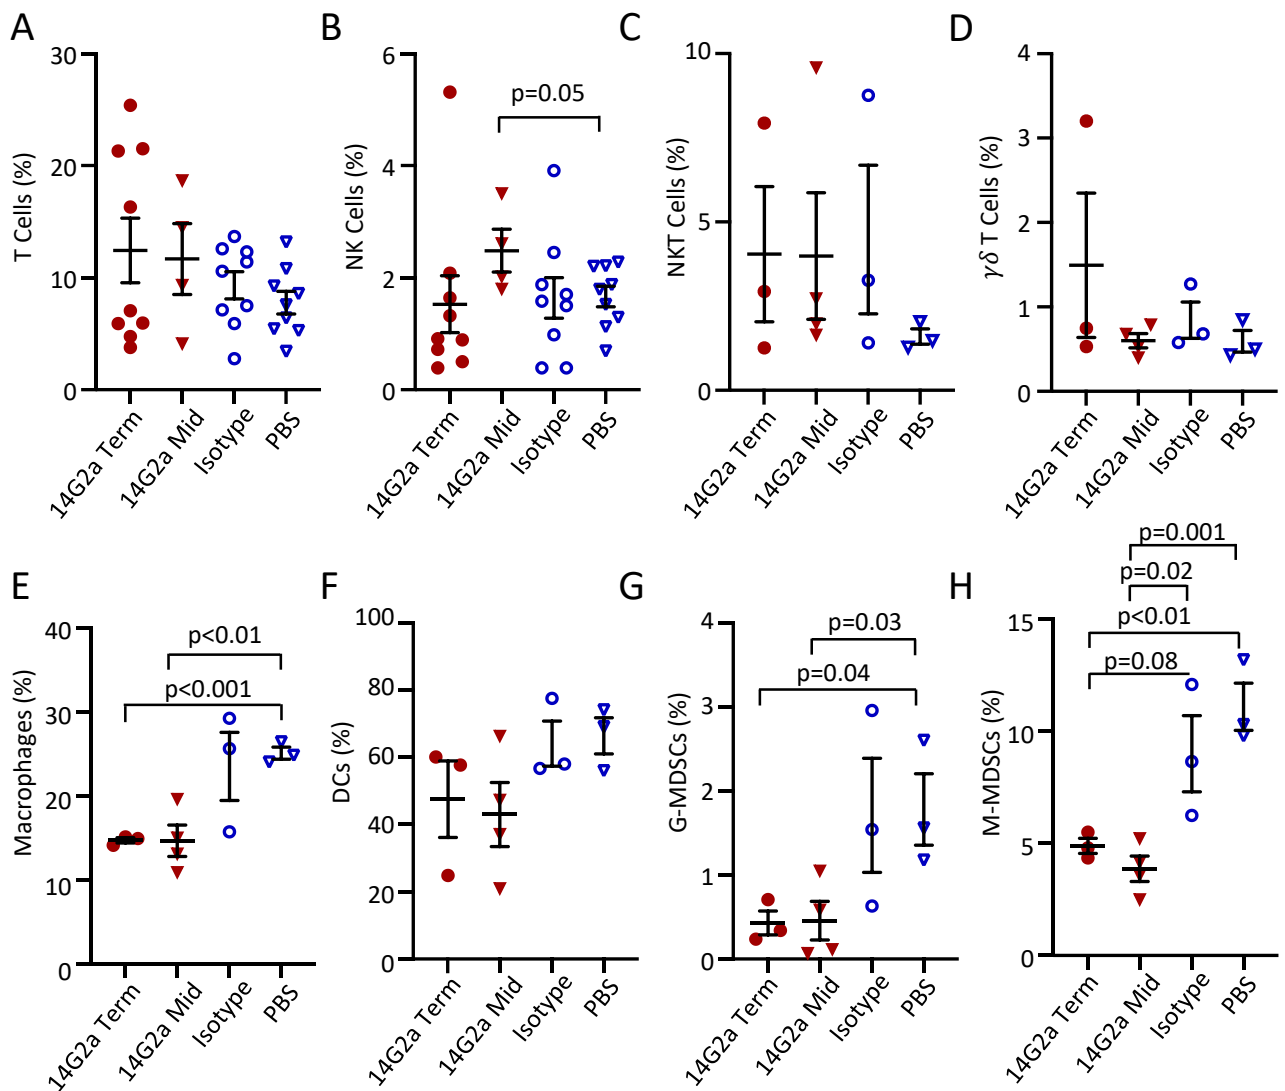 A
T Cells (%)
30
20
10
0
14G2a Term
14G2a Mid
Isotype
PBS
B
NK Cells (%)
6
4
2
0
p=0.05
14G2a Term
14G2a Mid
Isotype
PBS
C
NKT Cells (%)
10
5
0
14G2a Term
14G2a Mid
Isotype
PBS
D
γδ T Cells (%)
4
3
2
1
0
14G2a Term
14G2a Mid
Isotype
PBS
E
Macrophages (%)
40
30
20
10
0
p<0.01
p<0.001
14G2a Term
14G2a Mid
Isotype
PBS
F
DCs (%)
100
80
60
40
20
0
14G2a Term
14G2a Mid
Isotype
PBS
G
G-MDSCs (%)
4
3
2
1
0
p=0.03
p=0.04
14G2a Term
14G2a Mid
Isotype
PBS
H
M-MDSCs (%)
15
10
5
0
p=0.001
p=0.02
p<0.01
p=0.08
14G2a Term
14G2a Mid
Isotype
PBS